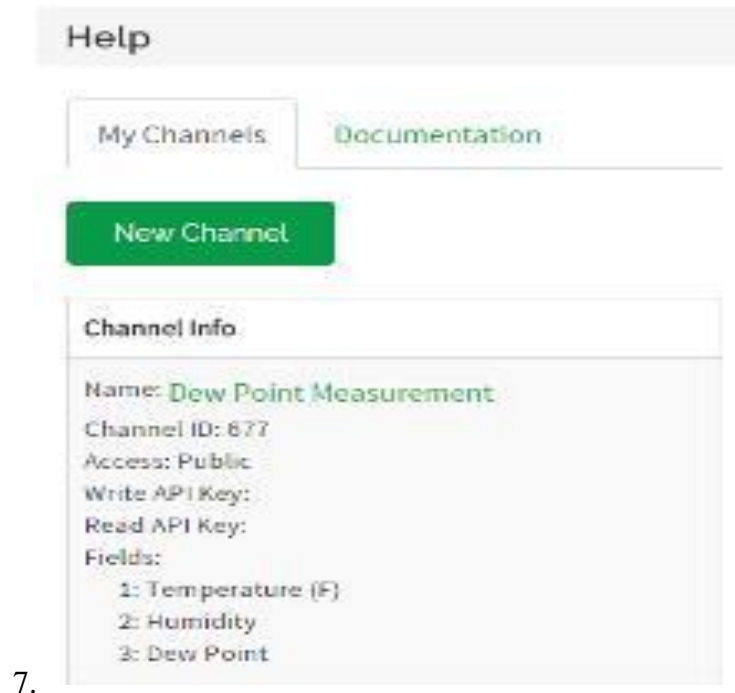 Help
My Channels Documentation
New Channel
Channel Info
Name: Dew Point Measurement
Channel ID: 677
Access: Public
Write API Key:
Read API Key:
Fields:
1: Temperature (F)
2: Humidity
3: Dew Point
7.